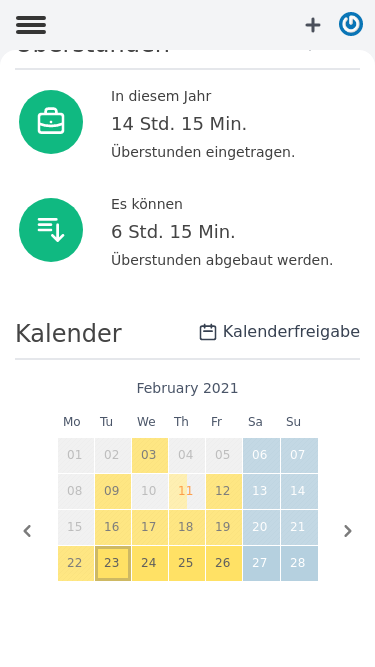 Überstunden
In diesem Jahr
14 Std. 15 Min.
Überstunden eingetragen.
Es können
6 Std. 15 Min.
Überstunden abgebaut werden.
Kalender
Kalenderfreigabe
February 2021
Mo Tu We Th Fr Sa Su
01 02 03 04 05 06 07
08 09 10 11 12 13 14
15 16 17 18 19 20 21
22 23 24 25 26 27 28